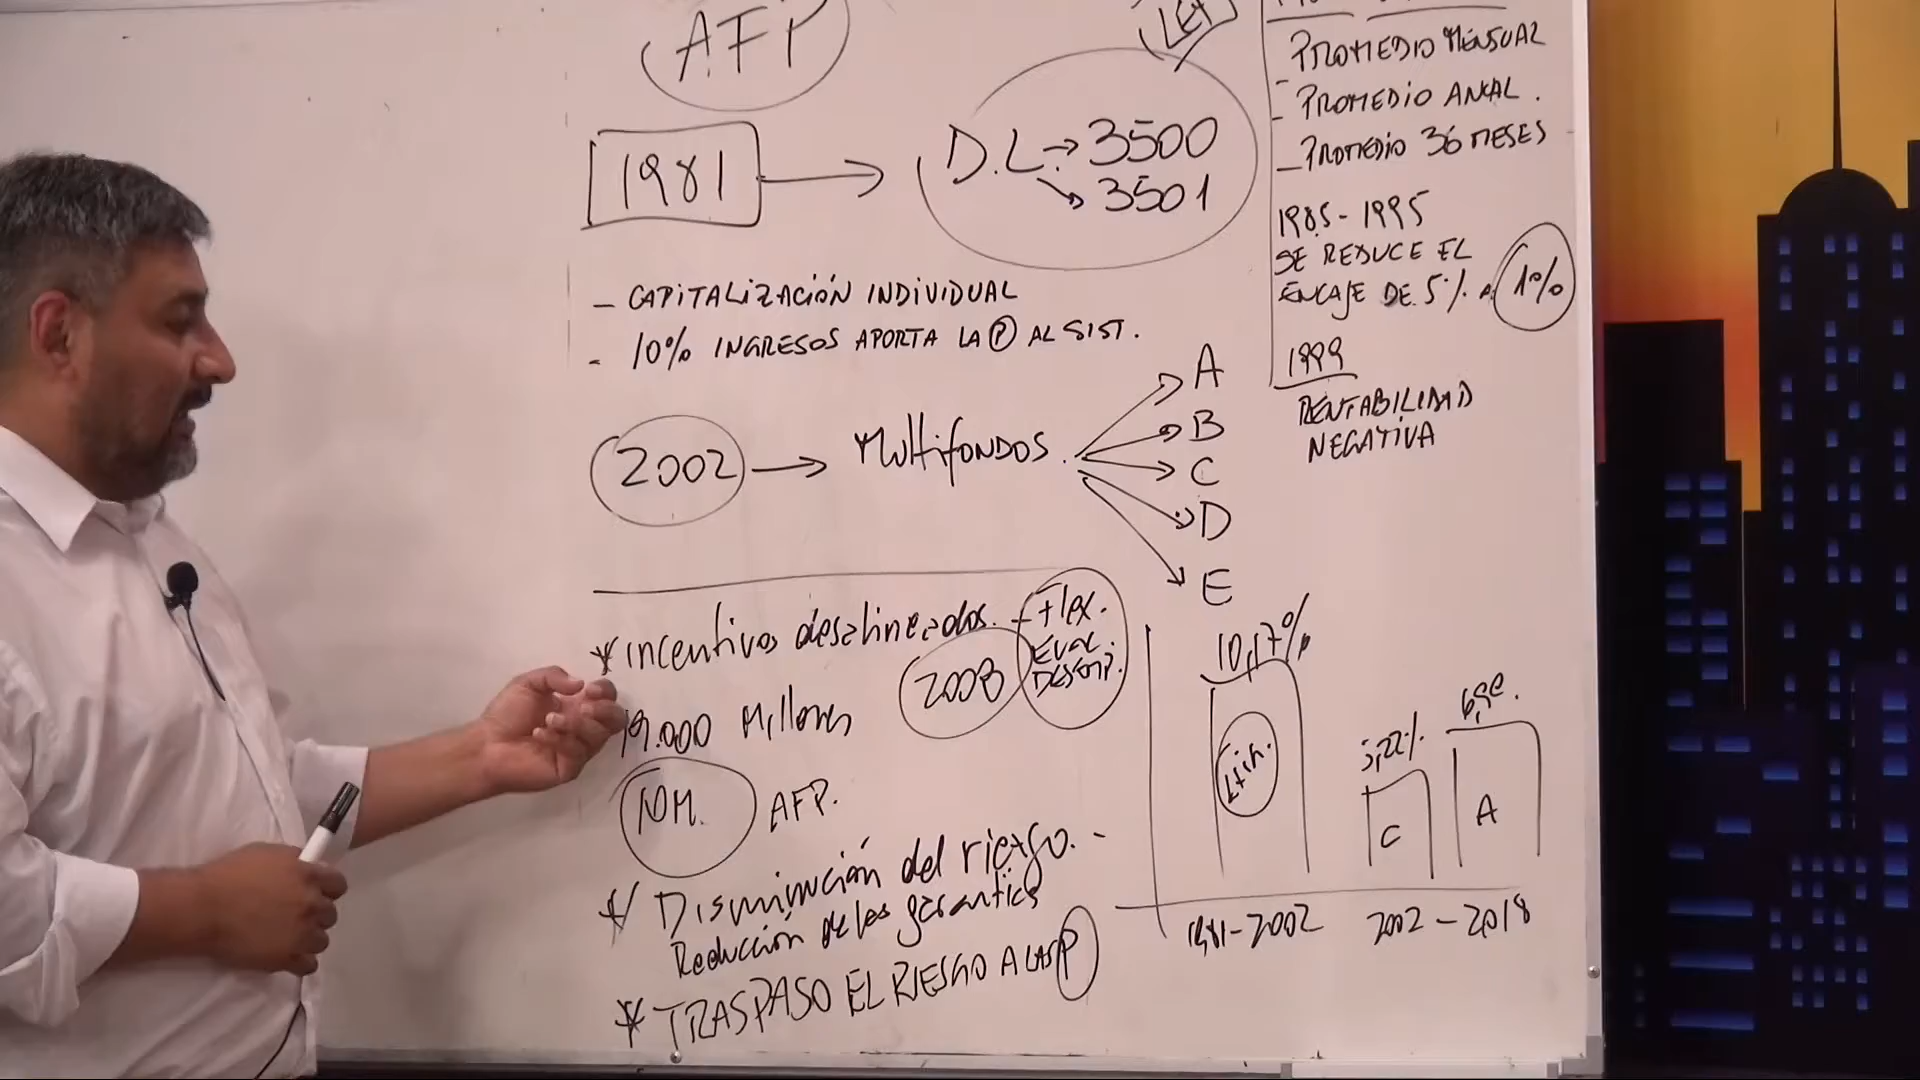 AFP
LEY
1981 → D.L. → 3500
→ 3501
- CAPITALIZACIÓN INDIVIDUAL
- 10% INGRESOS APORTA LA P AL SIST.
2002 → Multifondos.
A
B
C
D
E
- PROMEDIO MENSUAL
- PROMEDIO ANUAL.
- PROMEDIO 36 MESES
1985-1995
SE REDUCE EL
ENCAJE DE 5% A 1%
1999
RENTABILIDAD
NEGATIVA
* incentivos desalineados. + Flex.
2008 EVAL.
DESEMP.
19.000 Millones
AFP.
* Disminución del riesgo. -
Reducción de las garantías
* TRASPASO EL RIESGO A LAS P
10,17%
5,22%
C
A
1981-2002
2002-2018